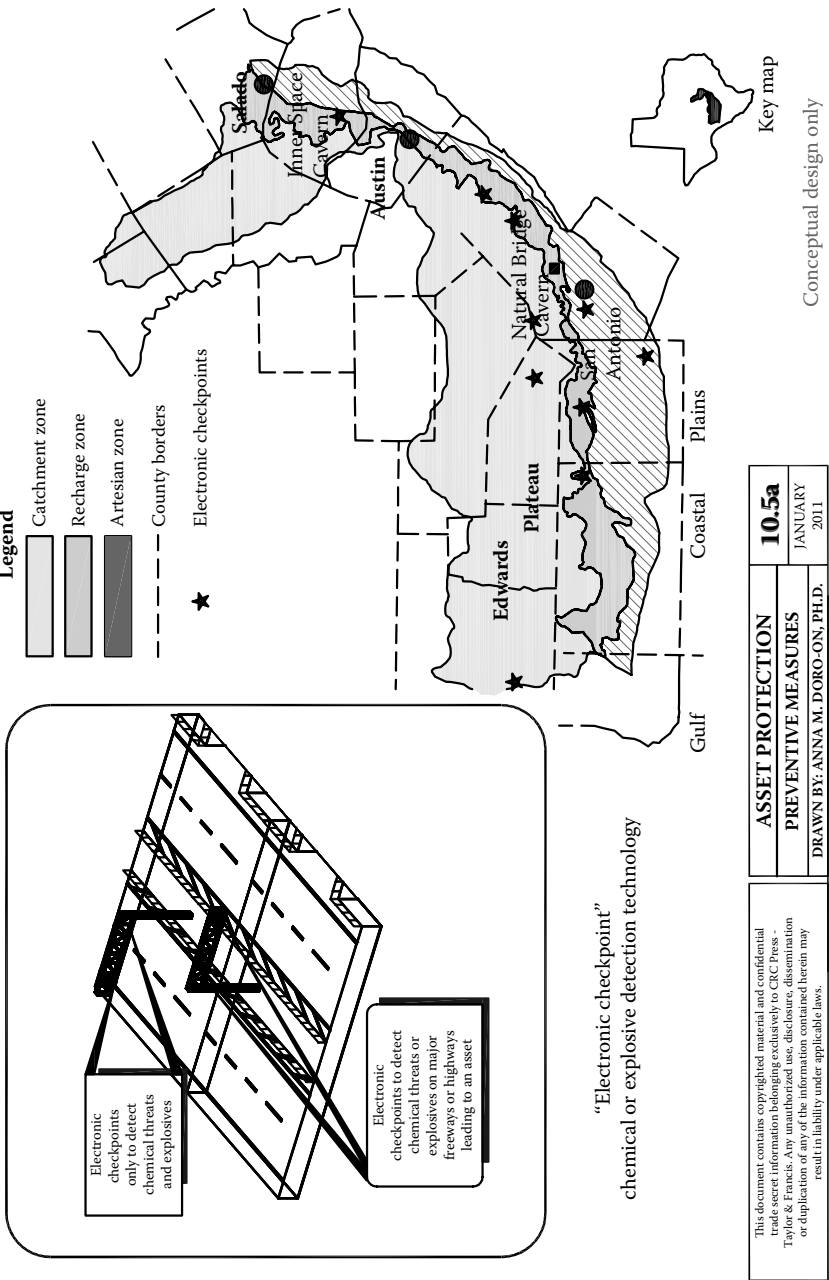 Electronic
checkpoints
only to detect
chemical threats
and explosives
Electronic
checkpoints to detect
chemical threats or
explosives on major
freeways or highways
leading to an asset
“Electronic checkpoint”
chemical or explosive detection technology
Legend
Catchment zone
Recharge zone
Artesian zone
County borders
Electronic checkpoints
Salado
Inner Space
Cavern
Austin
Natural Bridge
Cavern
San
Antonio
Edwards
Plateau
Gulf
Coastal
Plains
Key map
Conceptual design only
This document contains copyrighted material and confidential
trade secret information belonging exclusively to CRC Press -
Taylor & Francis. Any unauthorized use, disclosure, dissemination
or duplication of any of the information contained herein may
result in liability under applicable laws.
ASSET PROTECTION
PREVENTIVE MEASURES
DRAWN BY: ANNA M. DORO-ON, PH.D.
10.5a
JANUARY
2011